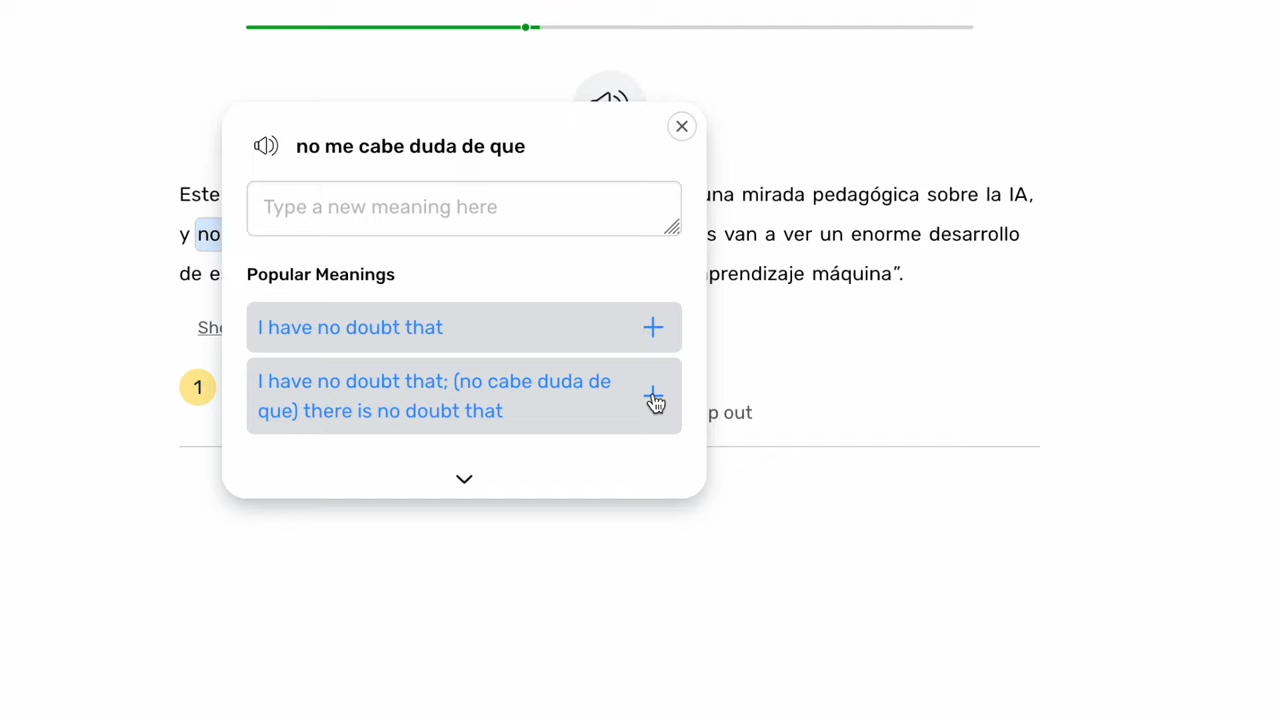 no me cabe duda de que
Type a new meaning here
Popular Meanings
I have no doubt that
I have no doubt that; (no cabe duda de
que) there is no doubt that
Este una mirada pedagógica sobre la IA,
y no van a ver un enorme desarrollo
de máquina”.
1
out